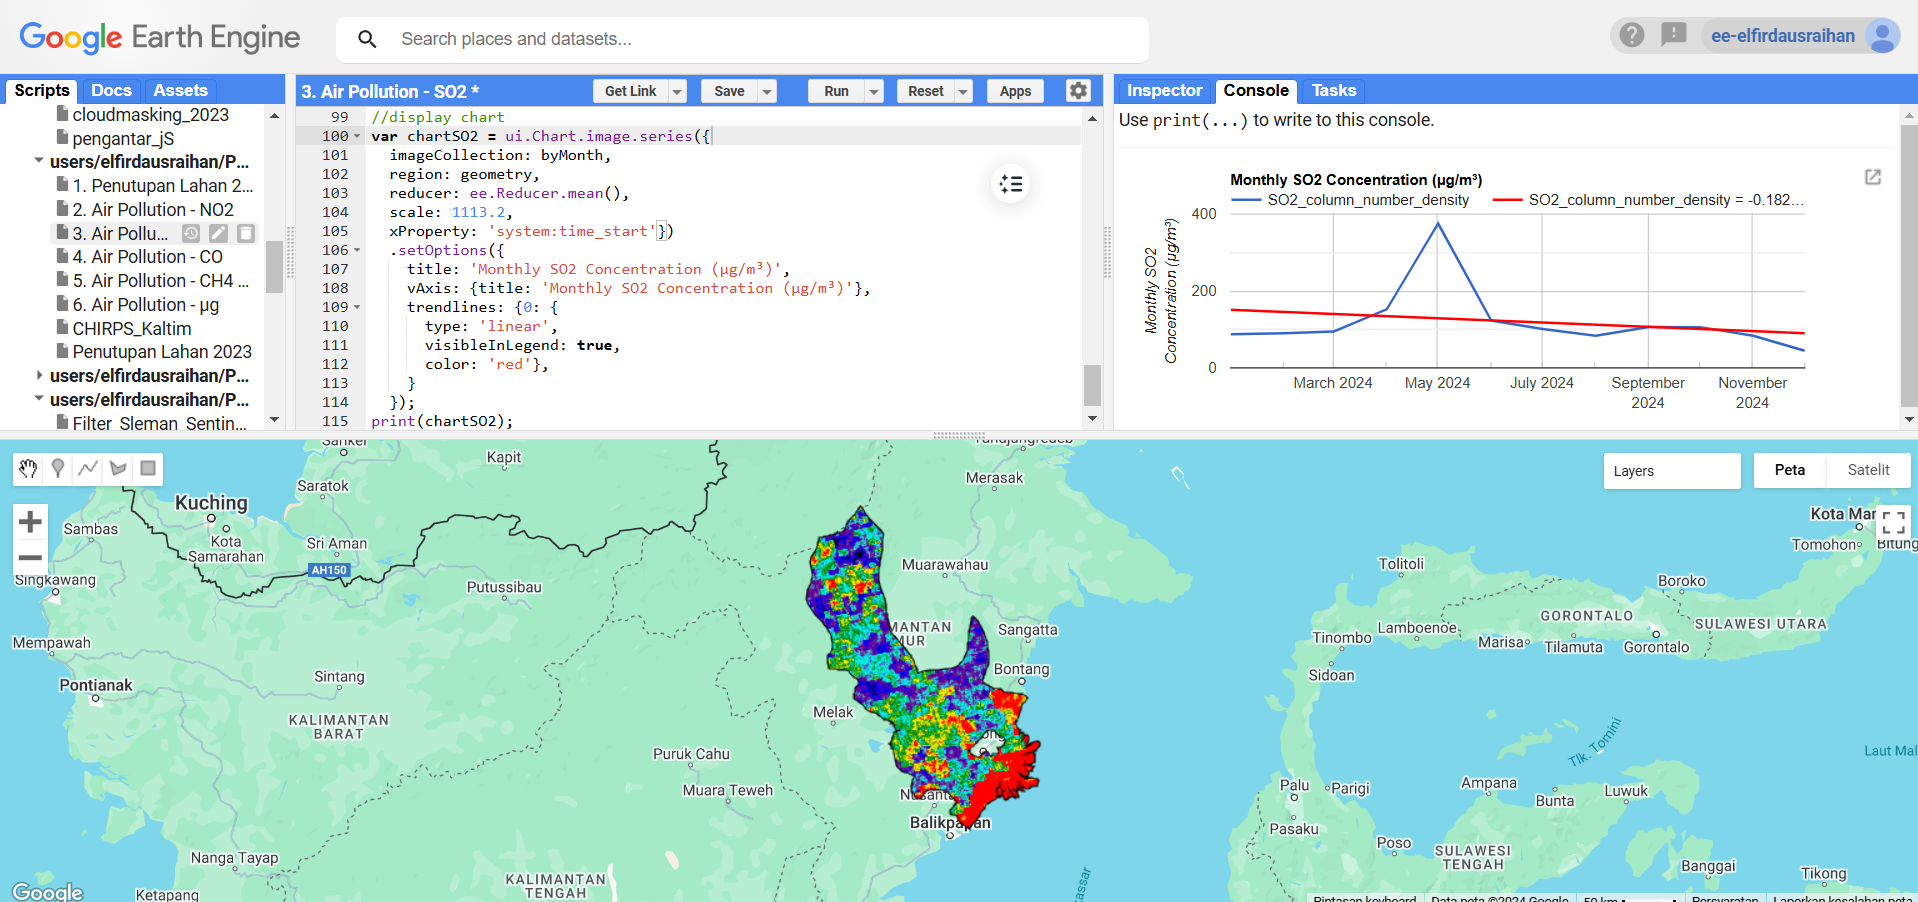 Google Earth Engine
Search places and datasets...
ee-elfirdausraihan
Scripts
Docs
Assets
cloudmasking_2023
pengantar_jS
users/elfirdausraihan/P...
1. Penutupan Lahan 2...
2. Air Pollution - NO2
3. Air Pollu...
4. Air Pollution - CO
5. Air Pollution - CH4 ...
6. Air Pollution - µg
CHIRPS_Kaltim
Penutupan Lahan 2023
users/elfirdausraihan/P...
users/elfirdausraihan/P...
Filter_Sleman_Sentin...
3. Air Pollution - SO2 *
Get Link
Save
Run
Reset
Apps
99 //display chart
100 var chartSO2 = ui.Chart.image.series({
101 imageCollection: byMonth,
102 region: geometry,
103 reducer: ee.Reducer.mean(),
104 scale: 1113.2,
105 xProperty: 'system:time_start'})
106 .setOptions({
107 title: 'Monthly SO2 Concentration (µg/m³)',
108 vAxis: {title: 'Monthly SO2 Concentration (µg/m³)'},
109 trendlines: {0: {
110 type: 'linear',
111 visibleInLegend: true,
112 color: 'red'},
113 }
114 });
115 print(chartSO2);
Inspector
Console
Tasks
Use print(...) to write to this console.
Monthly SO2 Concentration (µg/m³)
SO2_column_number_density
SO2_column_number_density = -0.182...
Monthly SO2
Concentration (µg/m³)
400
200
0
March 2024
May 2024
July 2024
September
2024
November
2024
Layers
Peta
Satelit
Sarikei
Kapit
Saratok
Kuching
Sambas
Kota
Samarahan
Sri Aman
AH150
Singkawang
Putussibau
Mempawah
Sintang
Pontianak
KALIMANTAN
BARAT
Puruk Cahu
Muara Teweh
Nanga Tayap
KALIMANTAN
TENGAH
Ketapang
Tanjungredeb
Merasak
Muarawahau
MANTAN
MUR
Sangatta
Bontang
Melak
ong
Nusant
Balikpapan
assar
Kota Mar
Tomohon
Bitung
Tolitoli
Boroko
GORONTALO
SULAWESI UTARA
Lamboenoe
Tinombo
Marisa
Tilamuta
Gorontalo
Sidoan
Tlk. Tomini
Laut Mal
Palu
Parigi
Ampana
Bunta
Luwuk
Pasaku
Poso
SULAWESI
TENGAH
Banggai
Tikong
Google
Pintasan keyboard
Data peta ©2024 Google
50 km
Persyaratan
Laporkan kesalahan peta